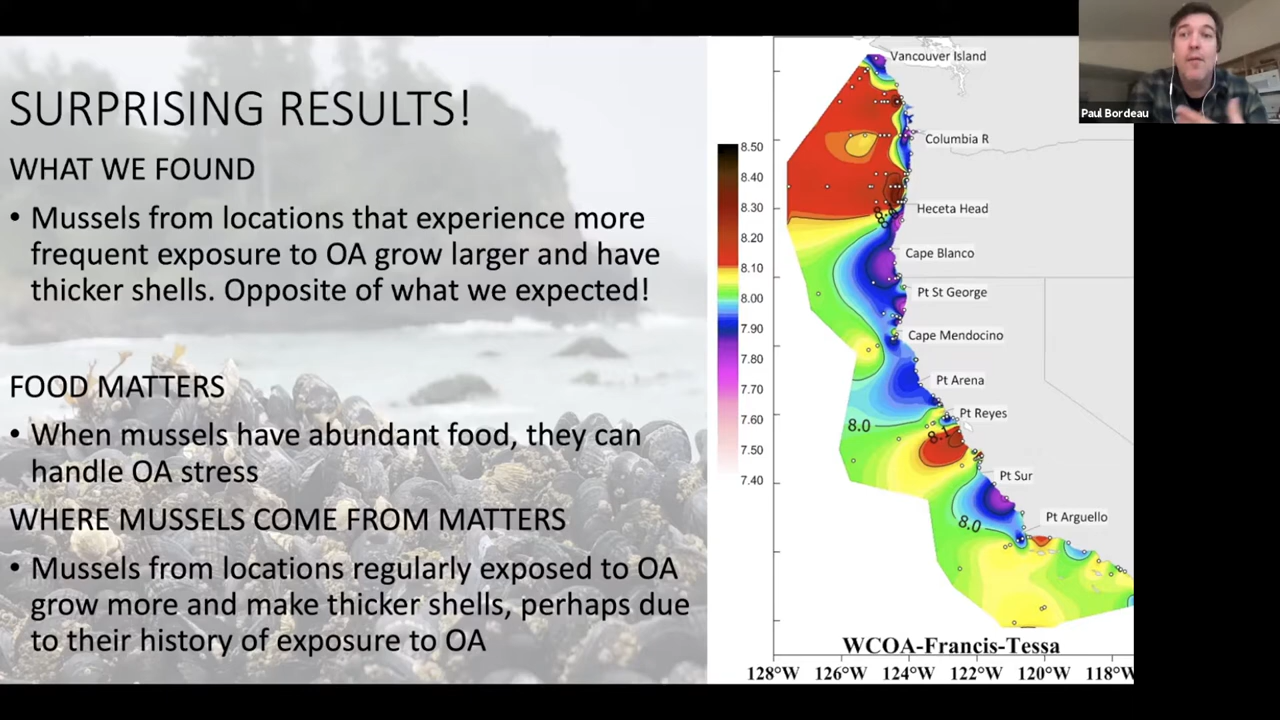 SURPRISING RESULTS!
WHAT WE FOUND
• Mussels from locations that experience more
frequent exposure to OA grow larger and have
thicker shells. Opposite of what we expected!
FOOD MATTERS
• When mussels have abundant food, they can
handle OA stress
WHERE MUSSELS COME FROM MATTERS
• Mussels from locations regularly exposed to OA
grow more and make thicker shells, perhaps due
to their history of exposure to OA
8.50
8.40
8.30
8.20
8.10
8.00
7.90
7.80
7.70
7.60
7.50
7.40
Vancouver Island
Columbia R
Heceta Head
Cape Blanco
Pt St George
Cape Mendocino
Pt Arena
Pt Reyes
8.0
8.1
Pt Sur
Pt Arguello
8.0
WCOA-Francis-Tessa
128°W 126°W 124°W 122°W 120°W 118°W
Paul Bordeau